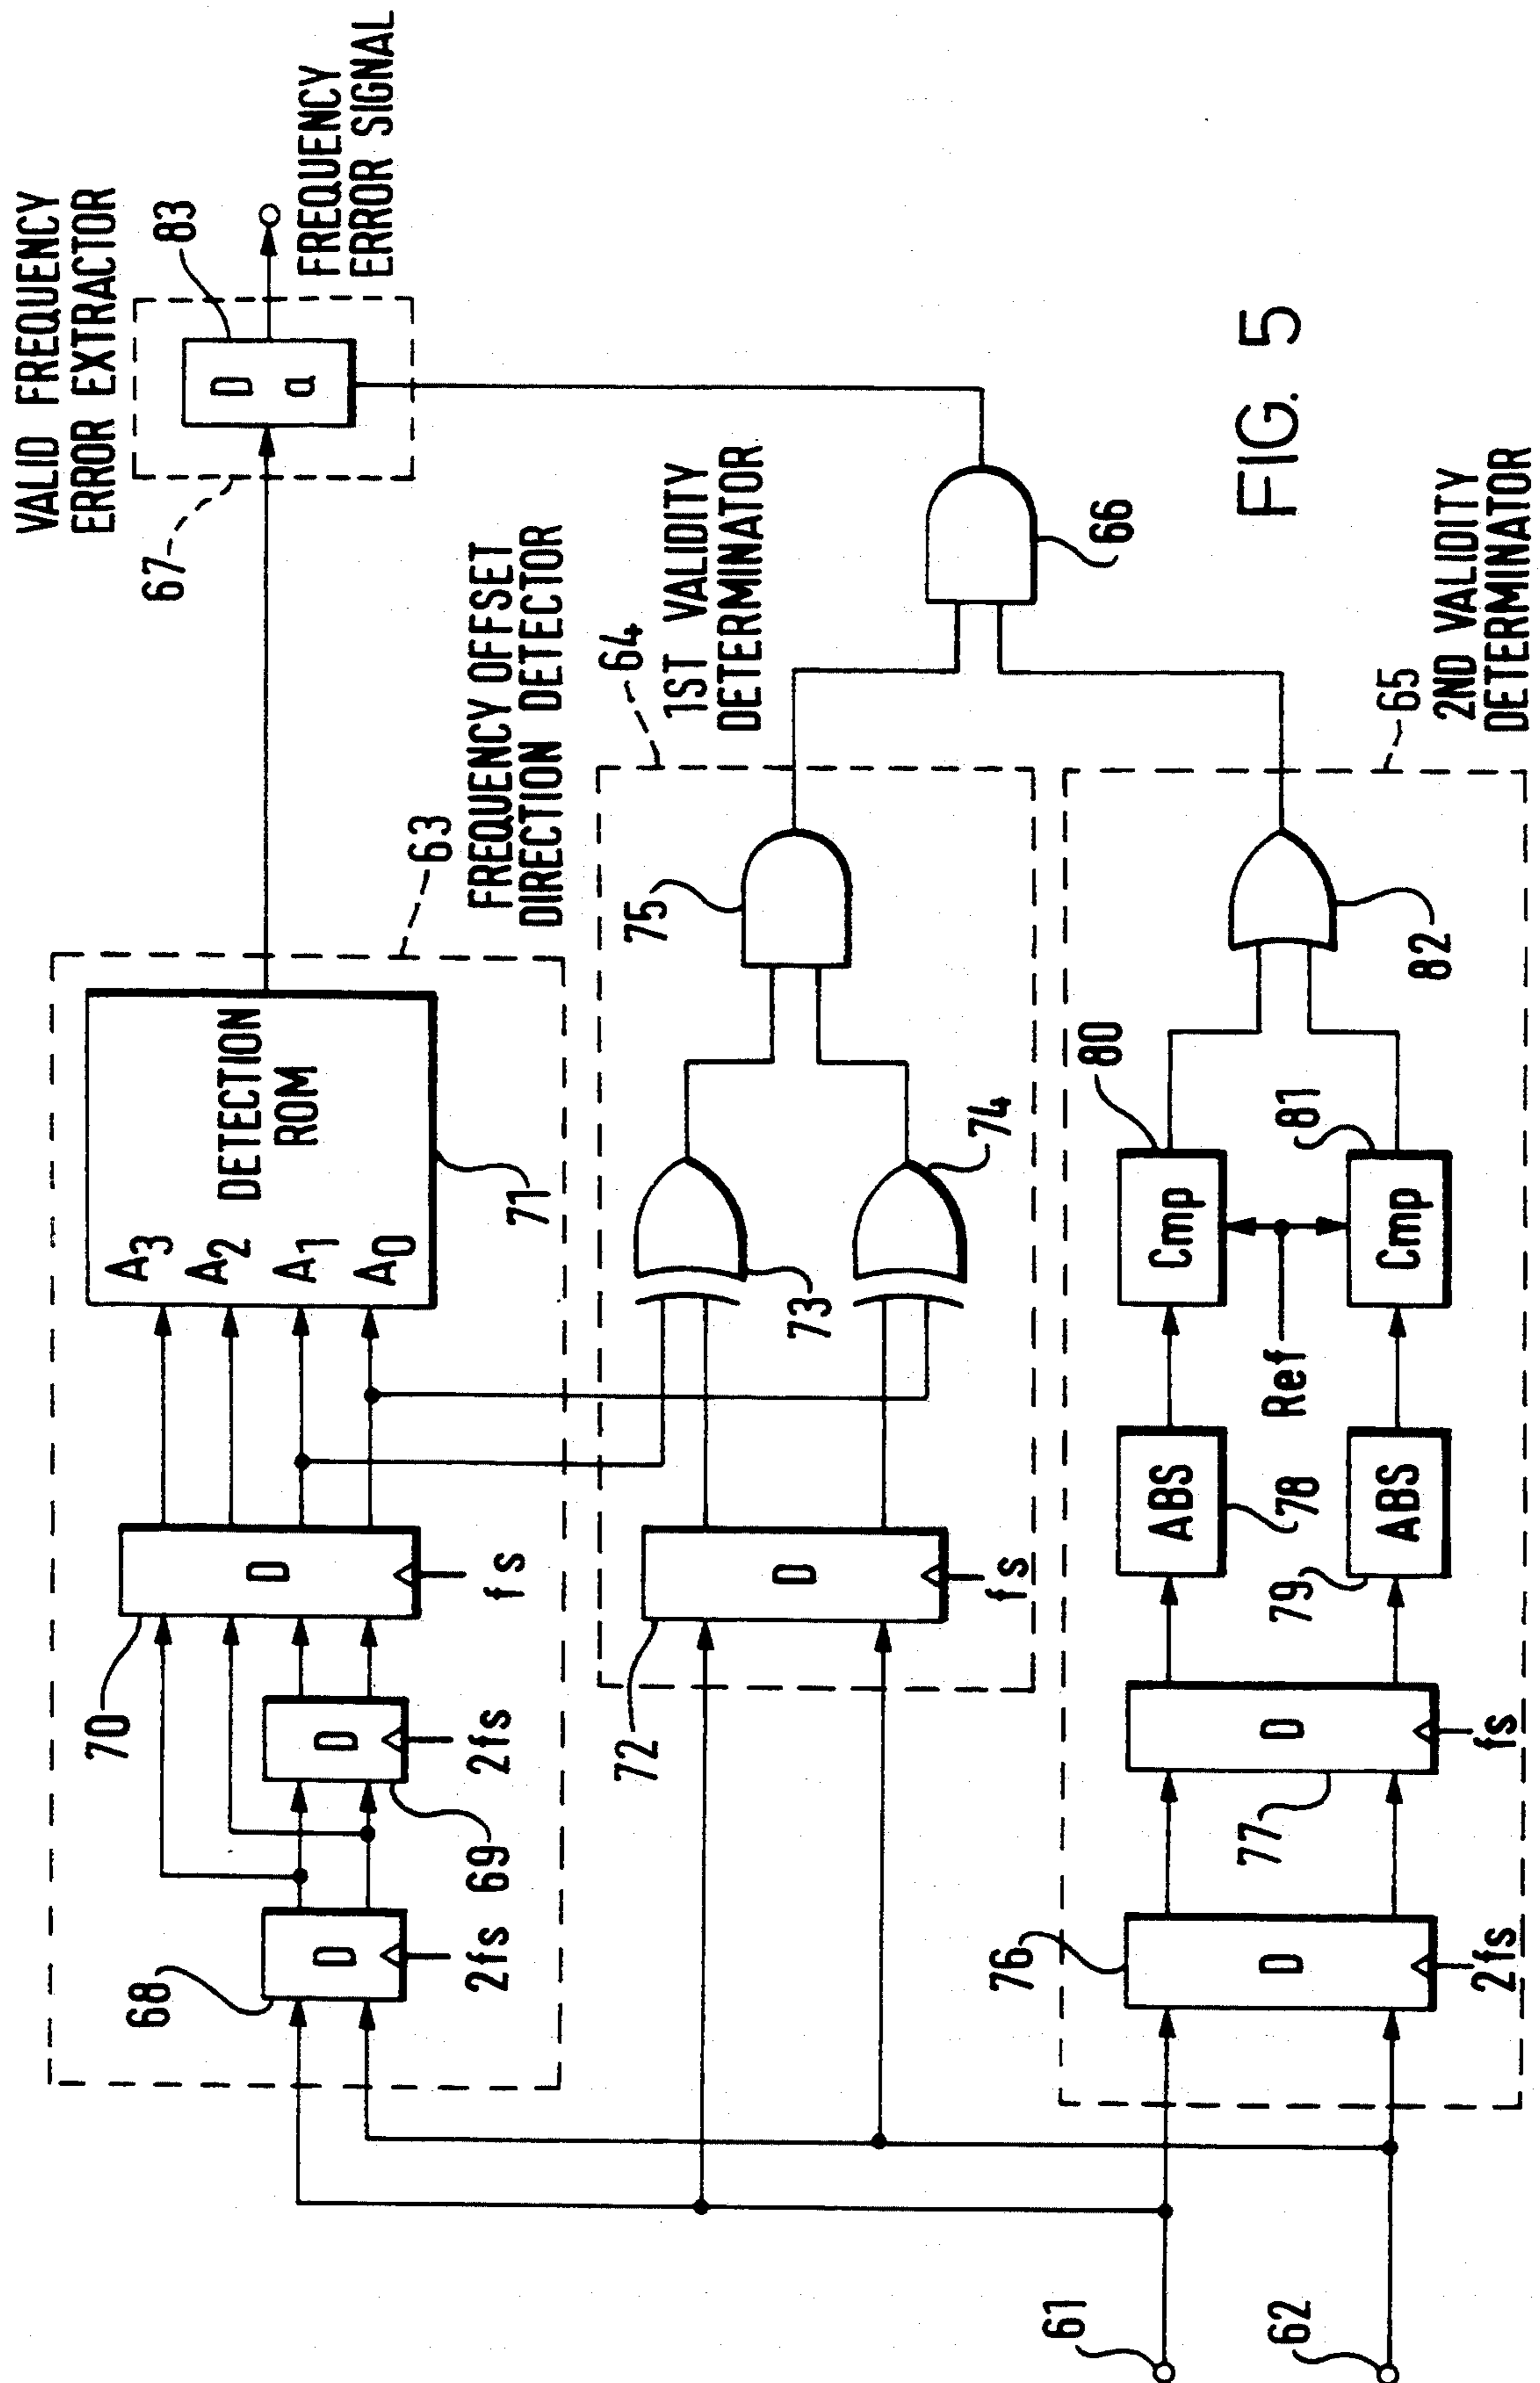 VALID FREQUENCY
ERROR EXTRACTOR
67
83
D
a
FREQUENCY
ERROR SIGNAL
63
FREQUENCY OFFSET
DIRECTION DETECTOR
68
D
2fs
69
D
2fs
70
D
fs
A3
A2
A1
A0
DETECTION
ROM
71
64
1ST VALIDITY
DETERMINATOR
72
D
fs
73
74
75
66
65
2ND VALIDITY
DETERMINATOR
61
62
76
D
2fs
77
D
fs
ABS
78
ABS
79
Cmp
80
Ref
Cmp
81
82
FIG. 5